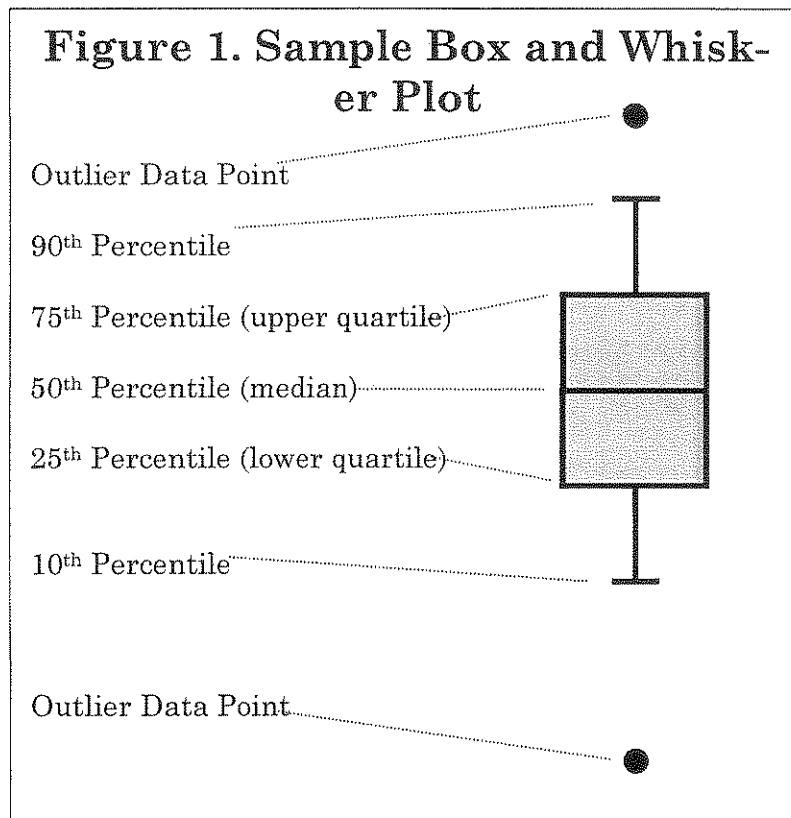 Figure 1. Sample Box and Whisk-
er Plot
Outlier Data Point
90th Percentile
75th Percentile (upper quartile)
50th Percentile (median)
25th Percentile (lower quartile)
10th Percentile
Outlier Data Point